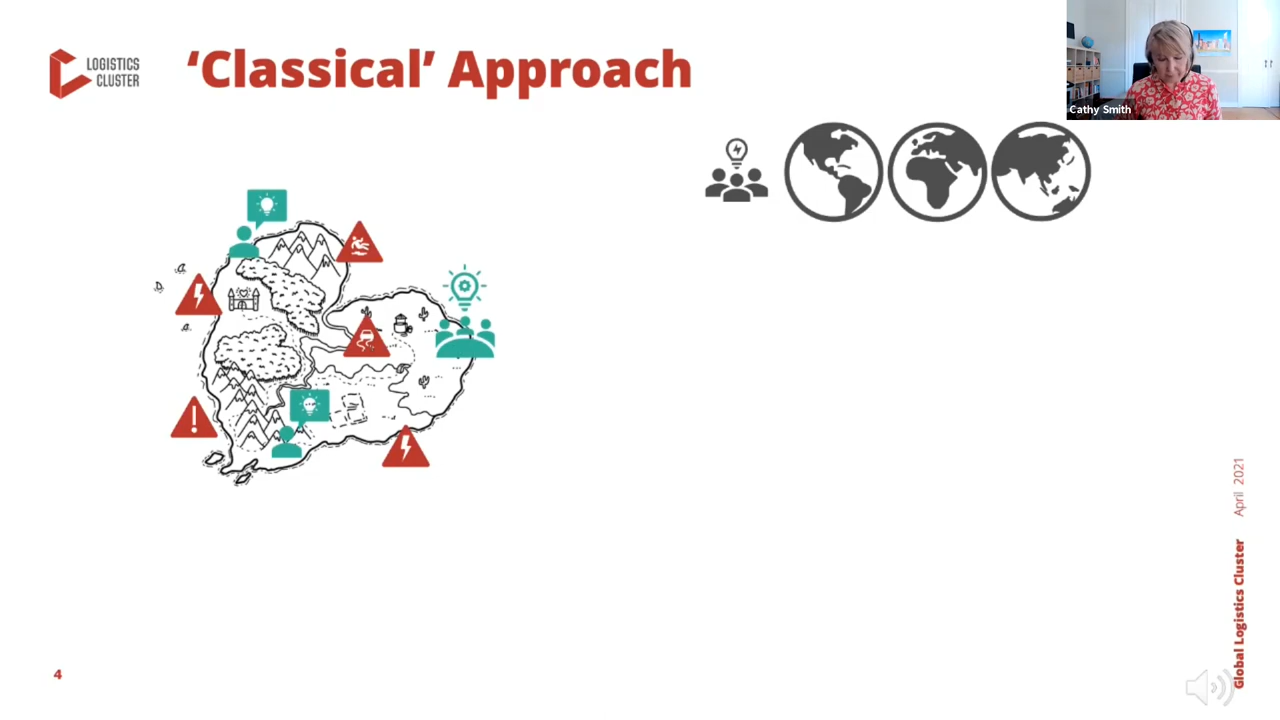 LOGISTICS
CLUSTER
‘Classical’ Approach
Cathy Smith
Global Logistics Cluster April 2021
4